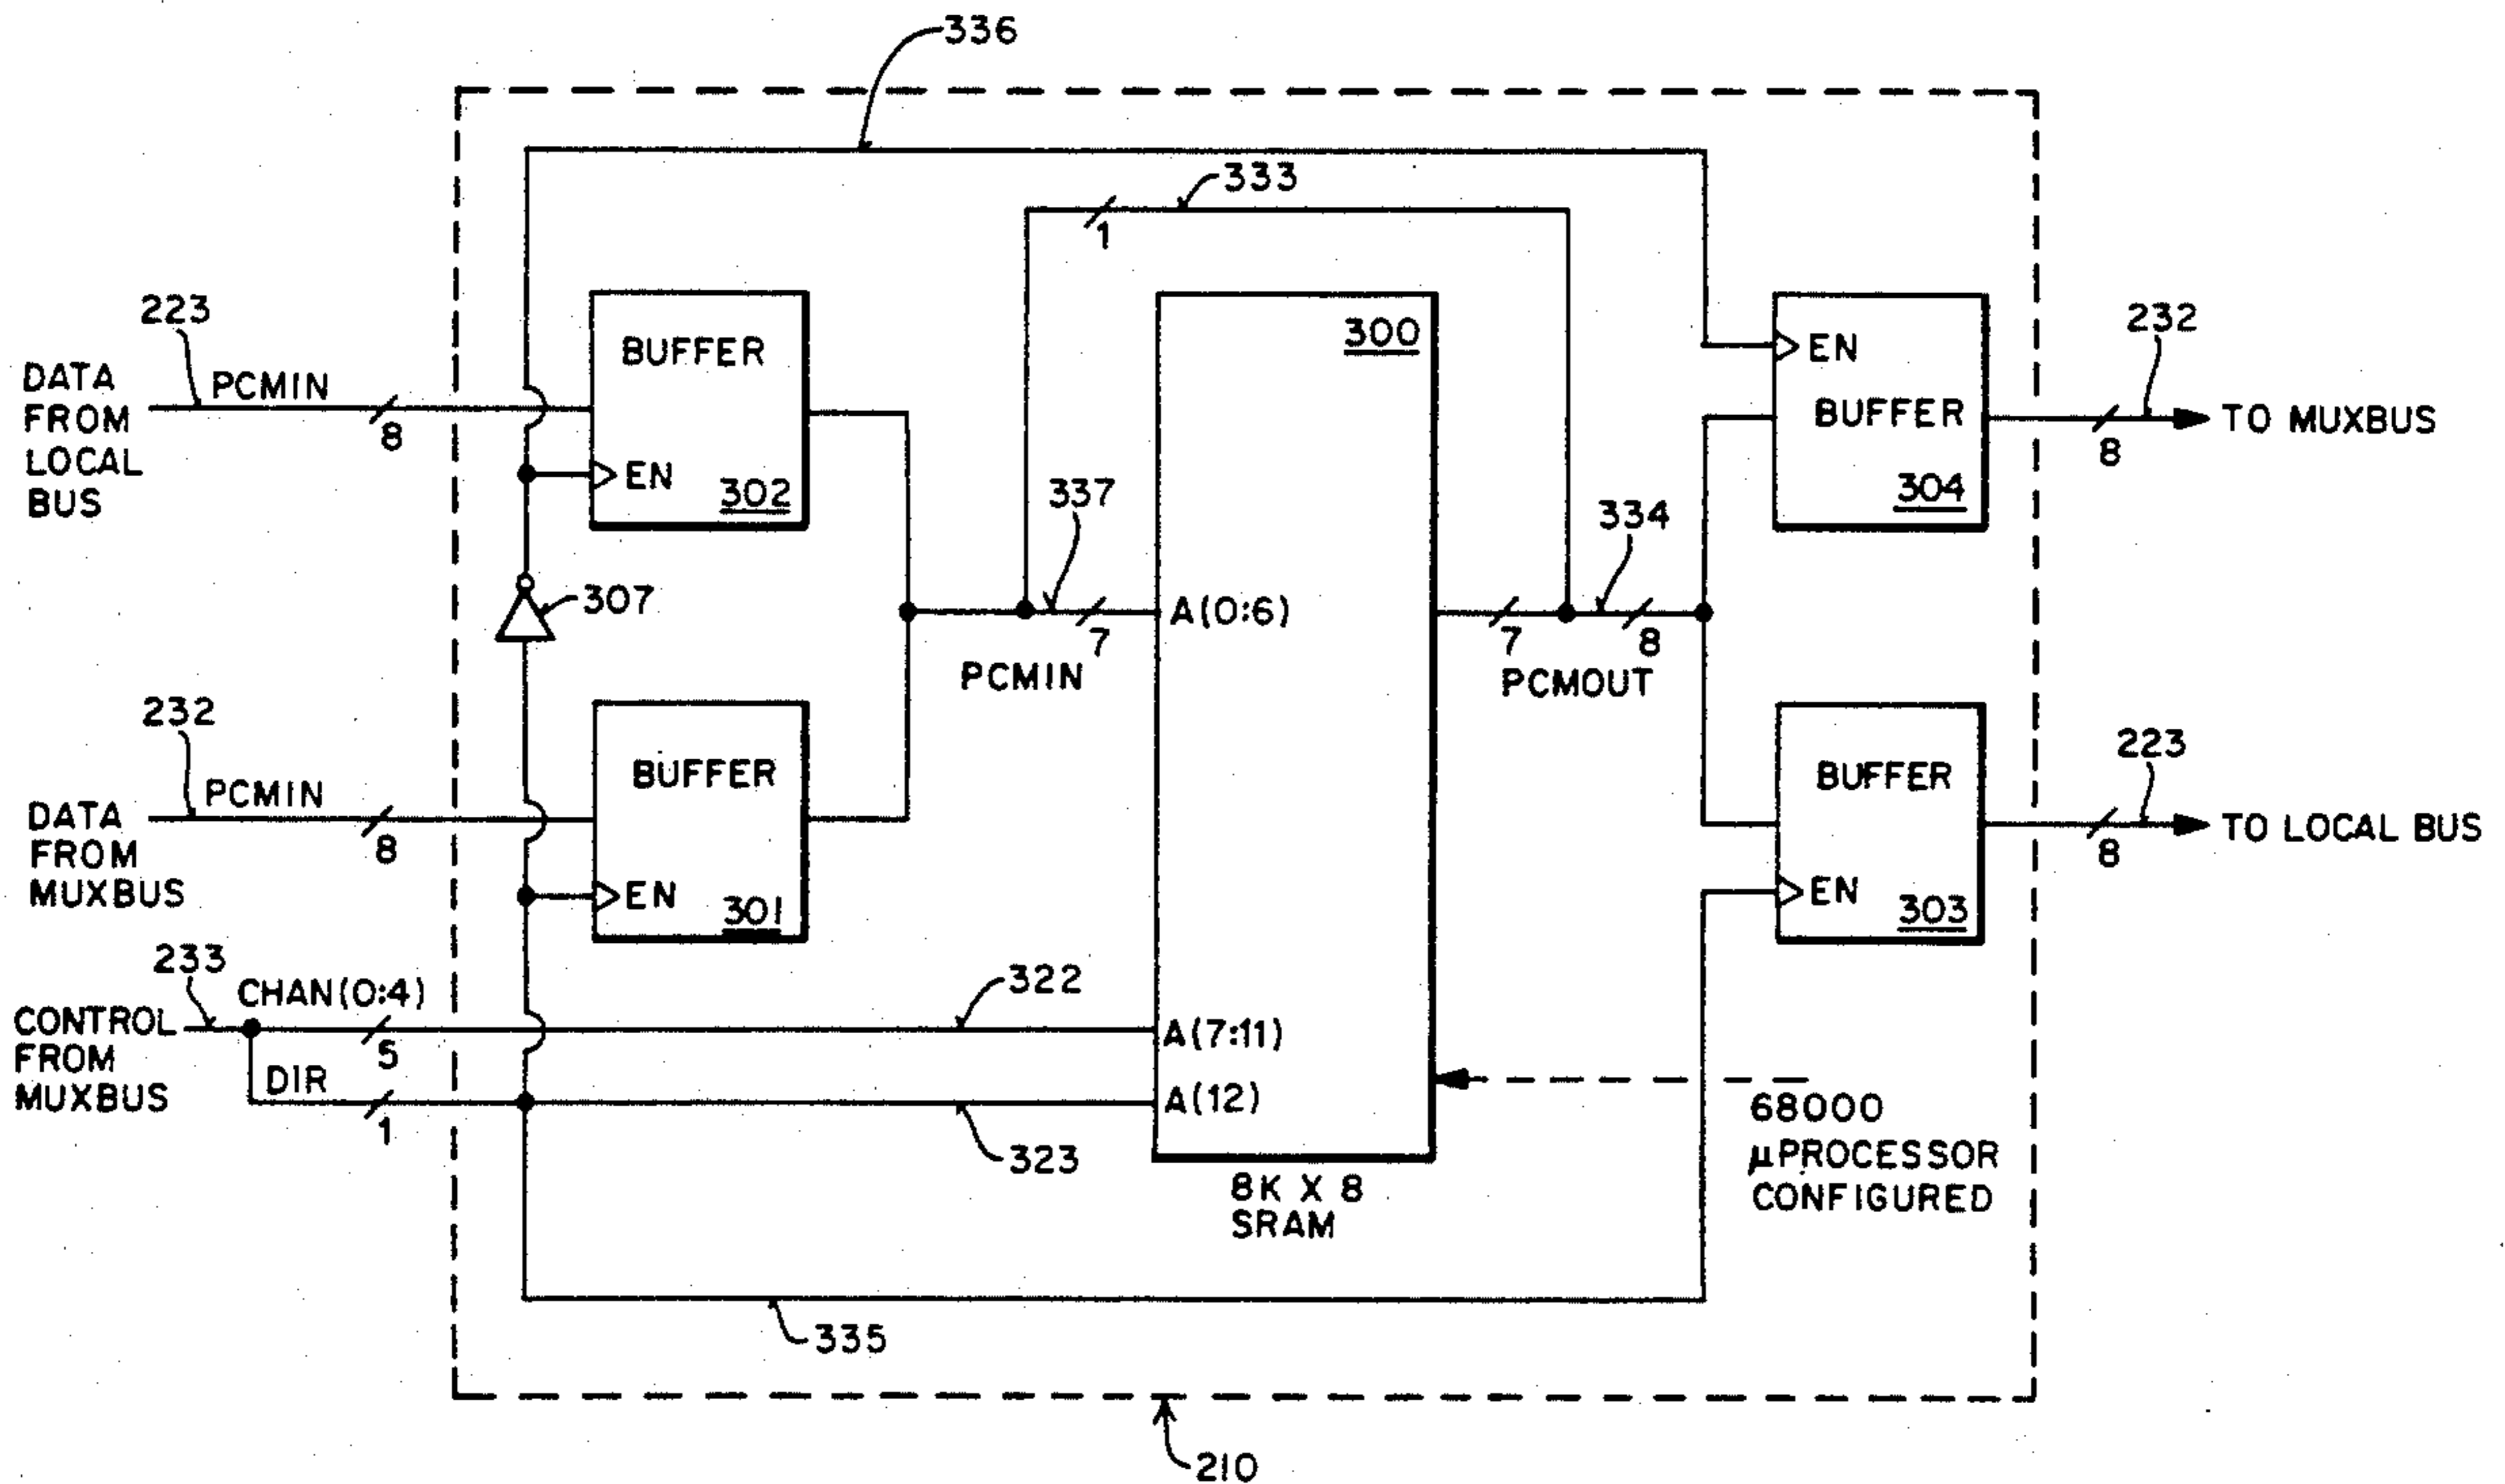 336
333
1
223
DATA
FROM
LOCAL
BUS
PCMIN
8
BUFFER
EN
302
300
EN
BUFFER
304
232
8
TO MUXBUS
307
337
A(0:6)
7
PCMIN
334
7
8
PCMOUT
232
DATA
FROM
MUXBUS
PCMIN
8
BUFFER
EN
301
BUFFER
EN
303
223
8
TO LOCAL BUS
233
CONTROL
FROM
MUXBUS
CHAN(0:4)
5
DIR
1
322
A(7:11)
A(12)
323
8K X 8
SRAM
68000
μPROCESSOR
CONFIGURED
335
210